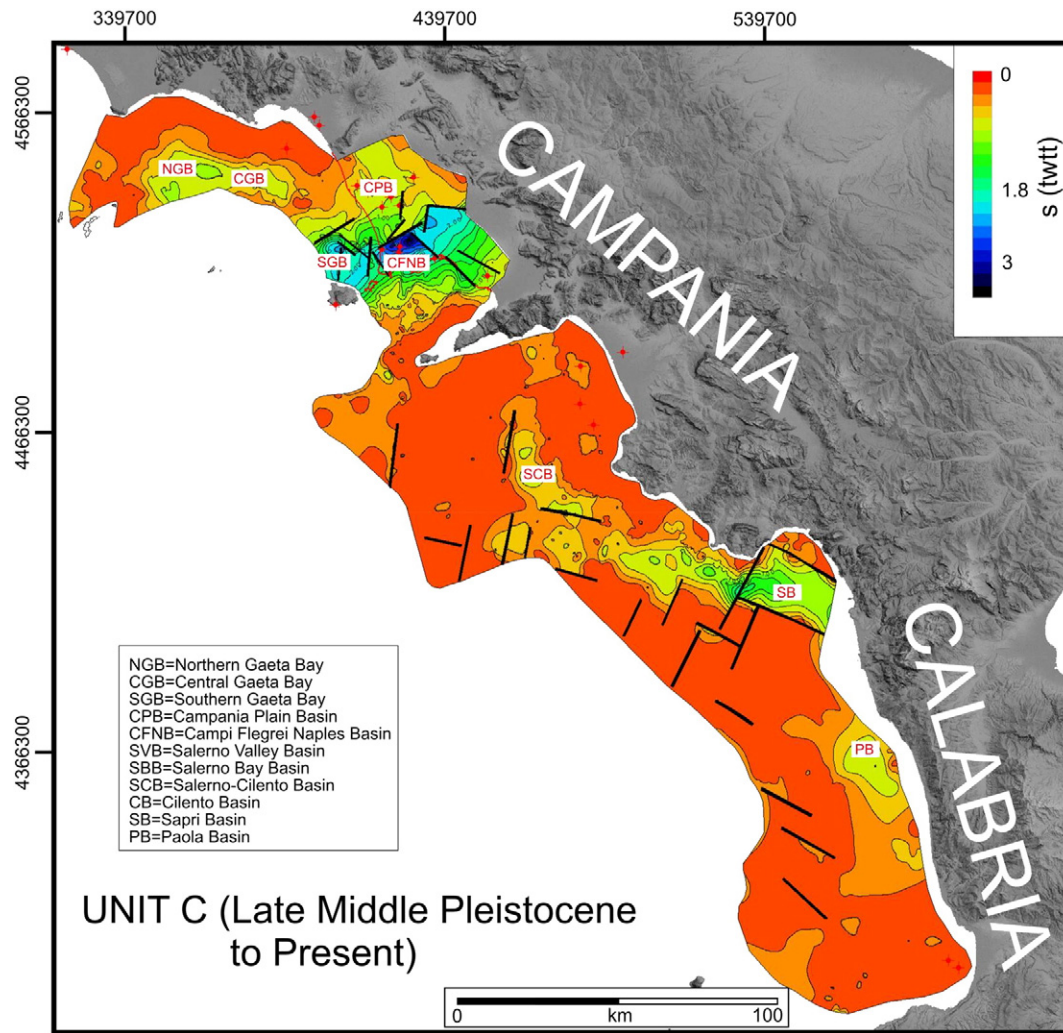 339700
439700
539700
4566300
4466300
4366300
0
1.8
3
s (twtt)
CAMPANIA
CALABRIA
NGB
CGB
CPB
SGB
CFNB
SCB
SB
PB
NGB=Northern Gaeta Bay
CGB=Central Gaeta Bay
SGB=Southern Gaeta Bay
CPB=Campania Plain Basin
CFNB=Campi Flegrei Naples Basin
SVB=Salerno Valley Basin
SBB=Salerno Bay Basin
SCB=Salerno-Cilento Basin
CB=Cilento Basin
SB=Sapri Basin
PB=Paola Basin
UNIT C (Late Middle Pleistocene
to Present)
0
km
100